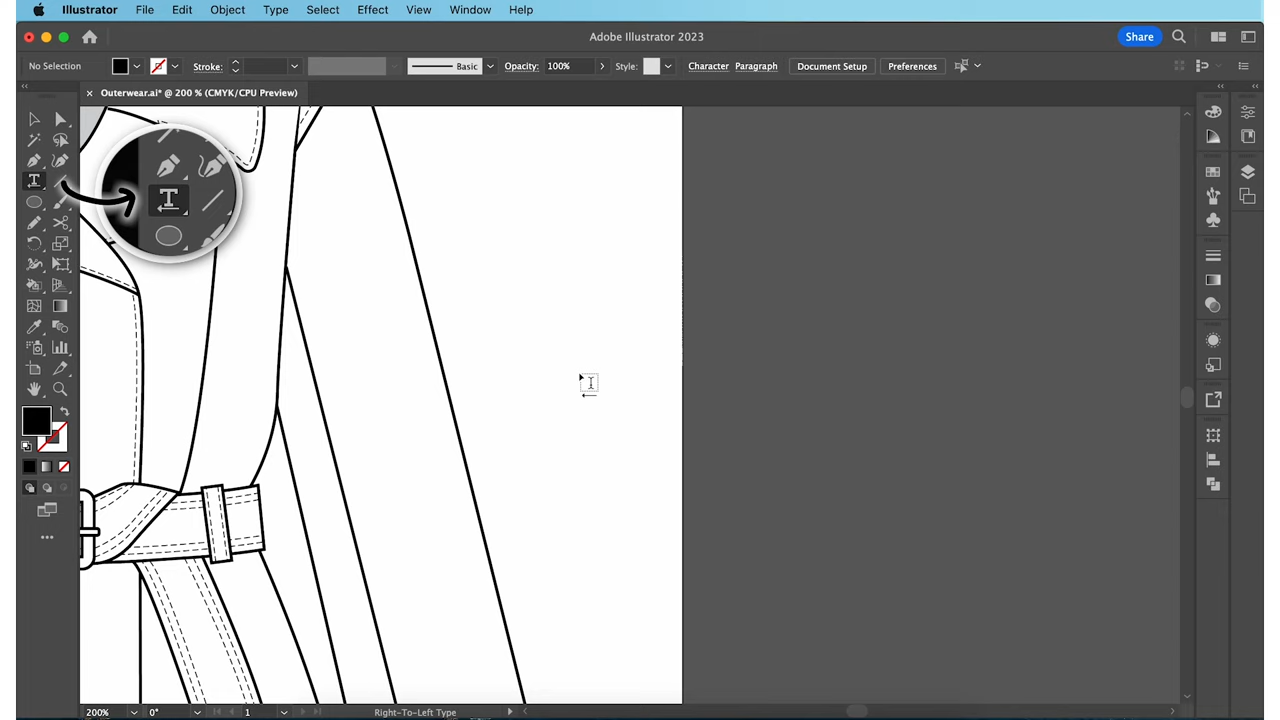 Illustrator File Edit Object Type Select Effect View Window Help
Adobe Illustrator 2023
Share
No Selection
Stroke:
Basic
Opacity:
100%
Style:
Character
Paragraph
Document Setup
Preferences
× Outerwear.ai* @ 200 % (CMYK/CPU Preview)
T
T
200%
0°
1
Right-To-Left Type